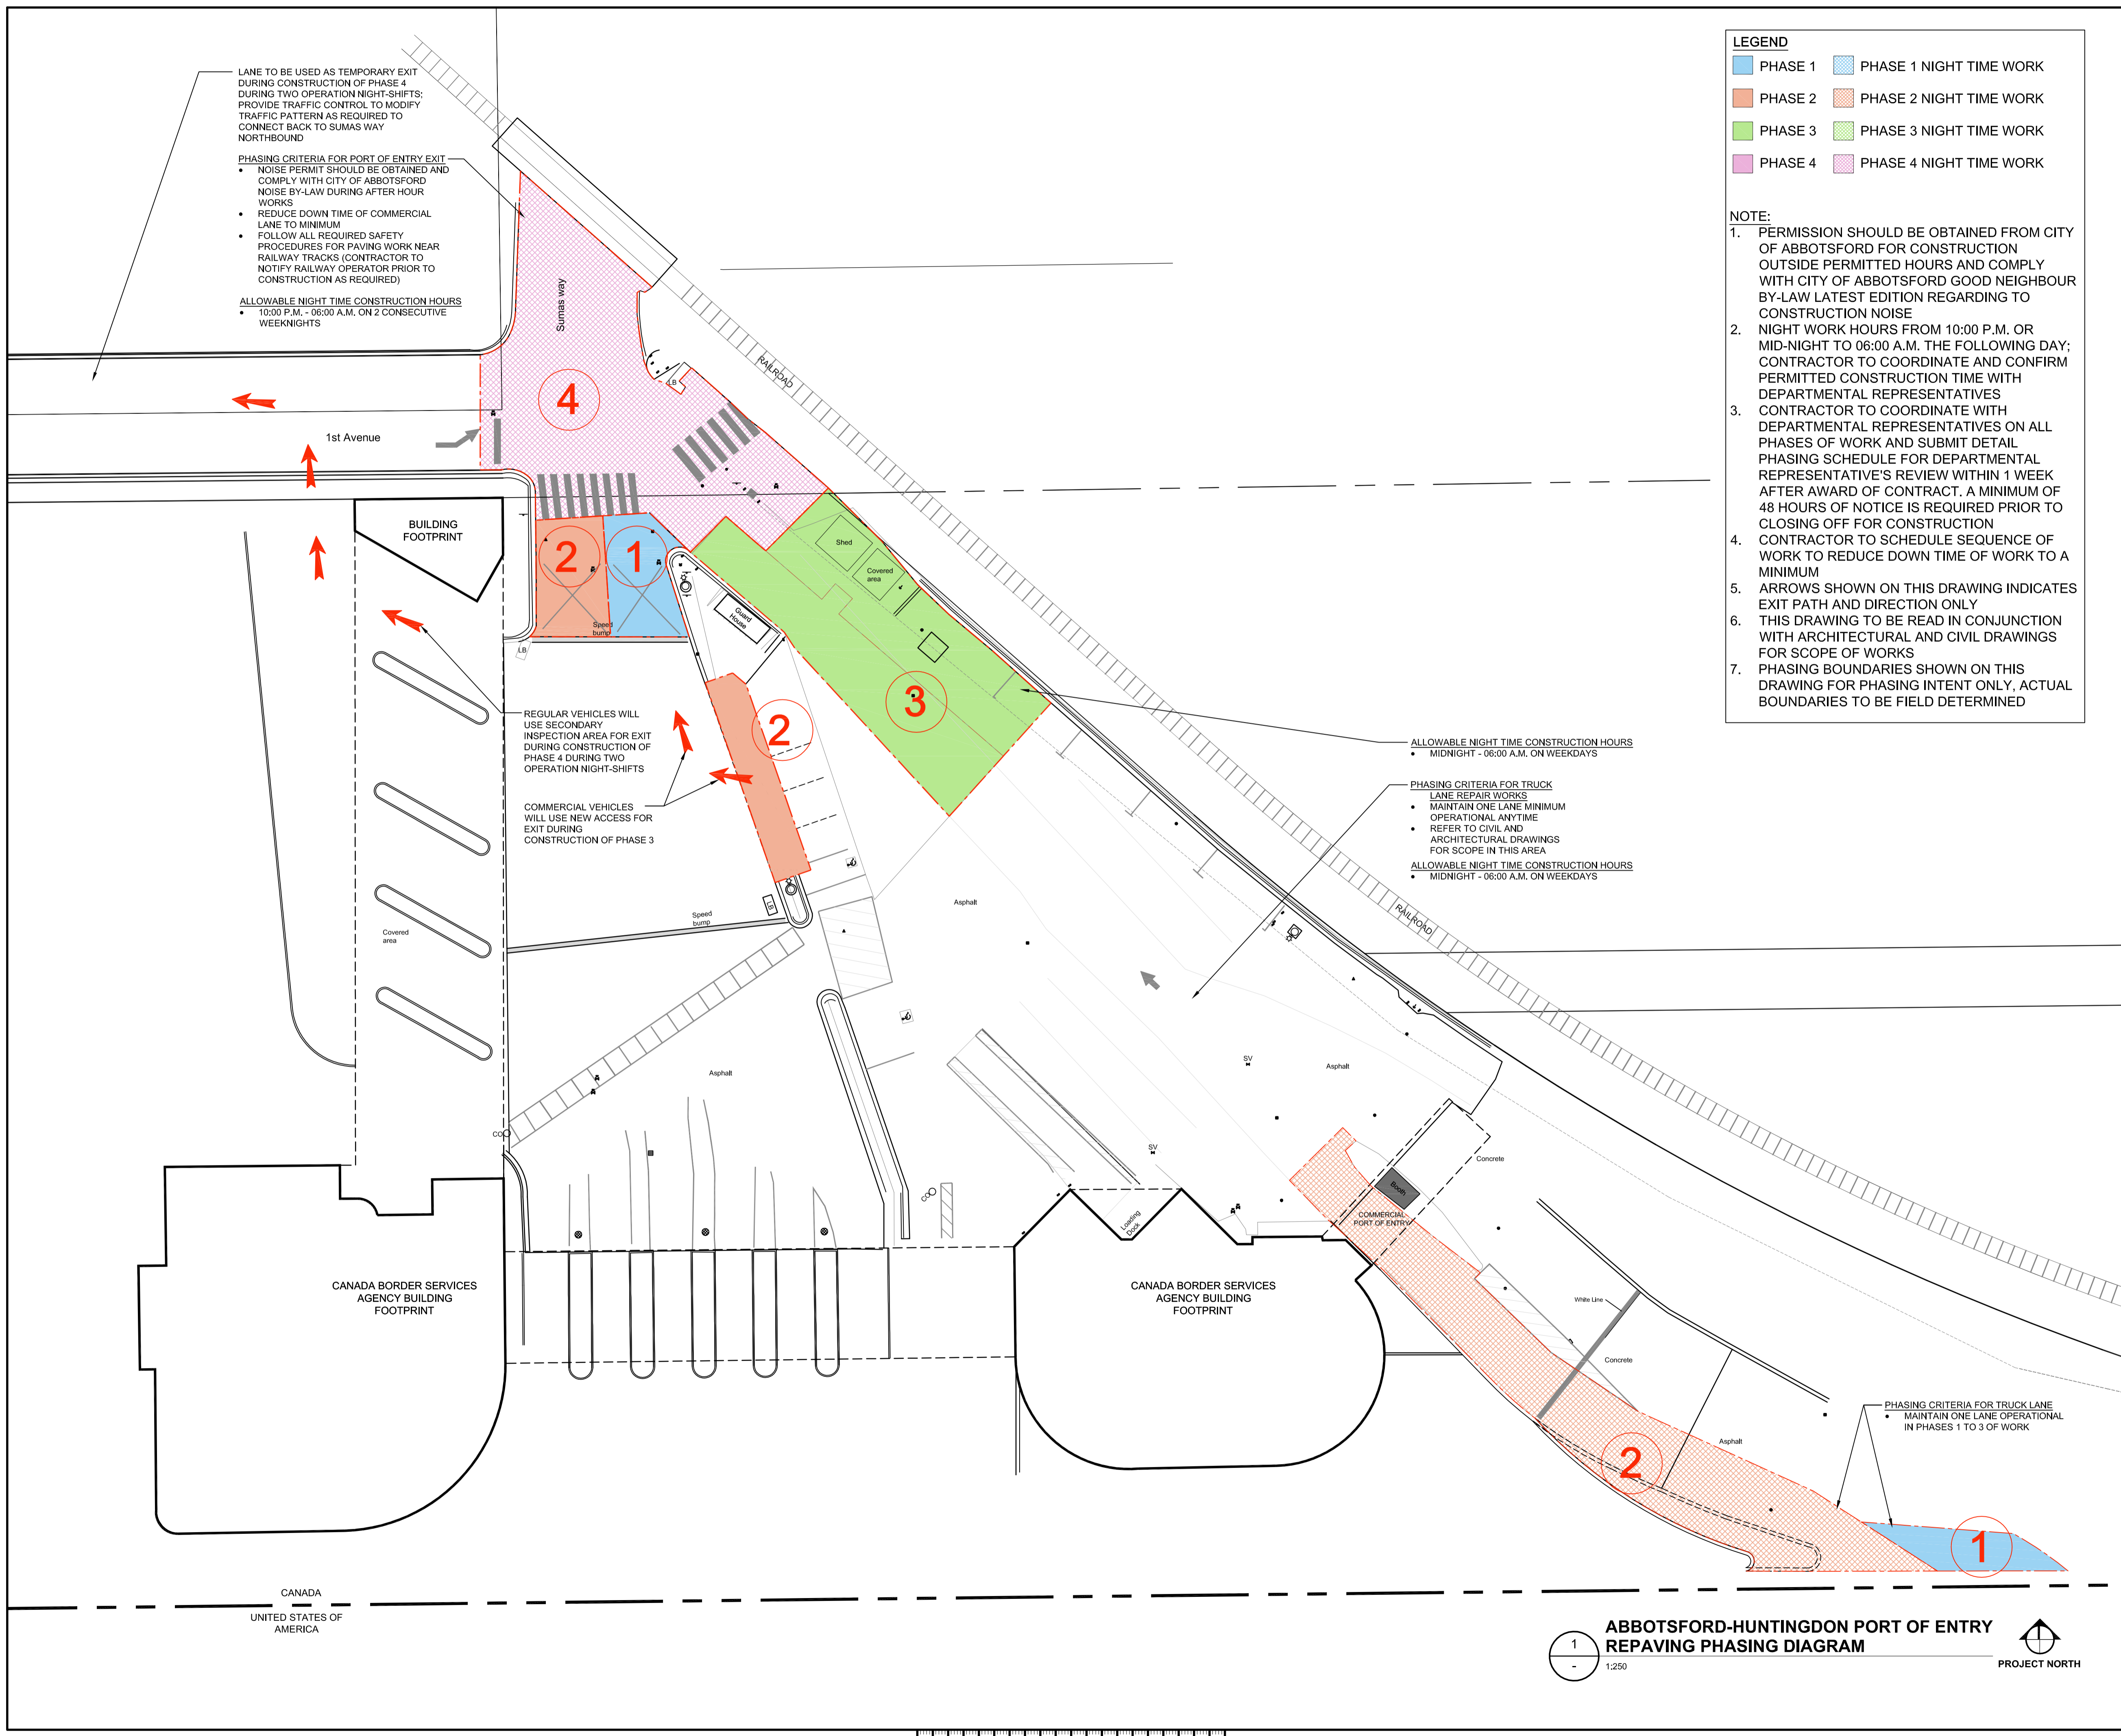 LANE TO BE USED AS TEMPORARY EXIT
DURING CONSTRUCTION OF PHASE 4
DURING TWO OPERATION NIGHT-SHIFTS;
PROVIDE TRAFFIC CONTROL TO MODIFY
TRAFFIC PATTERN AS REQUIRED TO
CONNECT BACK TO SUMAS WAY
NORTHBOUND
PHASING CRITERIA FOR PORT OF ENTRY EXIT
• NOISE PERMIT SHOULD BE OBTAINED AND
COMPLY WITH CITY OF ABBOTSFORD
NOISE BY-LAW DURING AFTER HOUR
WORKS
• REDUCE DOWN TIME OF COMMERCIAL
LANE TO MINIMUM
• FOLLOW ALL REQUIRED SAFETY
PROCEDURES FOR PAVING WORK NEAR
RAILWAY TRACKS (CONTRACTOR TO
NOTIFY RAILWAY OPERATOR PRIOR TO
CONSTRUCTION AS REQUIRED)
ALLOWABLE NIGHT TIME CONSTRUCTION HOURS
• 10:00 P.M. - 06:00 A.M. ON 2 CONSECUTIVE
WEEKNIGHTS
LEGEND
PHASE 1 PHASE 1 NIGHT TIME WORK
PHASE 2 PHASE 2 NIGHT TIME WORK
PHASE 3 PHASE 3 NIGHT TIME WORK
PHASE 4 PHASE 4 NIGHT TIME WORK
NOTE:
1. PERMISSION SHOULD BE OBTAINED FROM CITY
OF ABBOTSFORD FOR CONSTRUCTION
OUTSIDE PERMITTED HOURS AND COMPLY
WITH CITY OF ABBOTSFORD GOOD NEIGHBOUR
BY-LAW LATEST EDITION REGARDING TO
CONSTRUCTION NOISE
2. NIGHT WORK HOURS FROM 10:00 P.M. OR
MID-NIGHT TO 06:00 A.M. THE FOLLOWING DAY;
CONTRACTOR TO COORDINATE AND CONFIRM
PERMITTED CONSTRUCTION TIME WITH
DEPARTMENTAL REPRESENTATIVES
3. CONTRACTOR TO COORDINATE WITH
DEPARTMENTAL REPRESENTATIVES ON ALL
PHASES OF WORK AND SUBMIT DETAIL
PHASING SCHEDULE FOR DEPARTMENTAL
REPRESENTATIVE'S REVIEW WITHIN 1 WEEK
AFTER AWARD OF CONTRACT. A MINIMUM OF
48 HOURS OF NOTICE IS REQUIRED PRIOR TO
CLOSING OFF FOR CONSTRUCTION
4. CONTRACTOR TO SCHEDULE SEQUENCE OF
WORK TO REDUCE DOWN TIME OF WORK TO A
MINIMUM
5. ARROWS SHOWN ON THIS DRAWING INDICATES
EXIT PATH AND DIRECTION ONLY
6. THIS DRAWING TO BE READ IN CONJUNCTION
WITH ARCHITECTURAL AND CIVIL DRAWINGS
FOR SCOPE OF WORKS
7. PHASING BOUNDARIES SHOWN ON THIS
DRAWING FOR PHASING INTENT ONLY, ACTUAL
BOUNDARIES TO BE FIELD DETERMINED
Sumas way
RAILROAD
LB
4
1st Avenue
BUILDING
FOOTPRINT
2
1
Shed
Covered
area
Guard
House
Speed
bump
LB
3
2
REGULAR VEHICLES WILL
USE SECONDARY
INSPECTION AREA FOR EXIT
DURING CONSTRUCTION OF
PHASE 4 DURING TWO
OPERATION NIGHT-SHIFTS
COMMERCIAL VEHICLES
WILL USE NEW ACCESS FOR
EXIT DURING
CONSTRUCTION OF PHASE 3
ALLOWABLE NIGHT TIME CONSTRUCTION HOURS
• MIDNIGHT - 06:00 A.M. ON WEEKDAYS
PHASING CRITERIA FOR TRUCK
LANE REPAIR WORKS
• MAINTAIN ONE LANE MINIMUM
OPERATIONAL ANYTIME
• REFER TO CIVIL AND
ARCHITECTURAL DRAWINGS
FOR SCOPE IN THIS AREA
ALLOWABLE NIGHT TIME CONSTRUCTION HOURS
• MIDNIGHT - 06:00 A.M. ON WEEKDAYS
LB
Speed
bump
Asphalt
RAILROAD
Covered
area
Asphalt
SV
Asphalt
CO
SV
Concrete
CO
Booth
COMMERCIAL
PORT OF ENTRY
Loading
Dock
CANADA BORDER SERVICES
AGENCY BUILDING
FOOTPRINT
CANADA BORDER SERVICES
AGENCY BUILDING
FOOTPRINT
White Line
Concrete
PHASING CRITERIA FOR TRUCK LANE
• MAINTAIN ONE LANE OPERATIONAL
IN PHASES 1 TO 3 OF WORK
Asphalt
2
1
CANADA
UNITED STATES OF
AMERICA
1
-
ABBOTSFORD-HUNTINGDON PORT OF ENTRY
REPAVING PHASING DIAGRAM
1:250
PROJECT NORTH